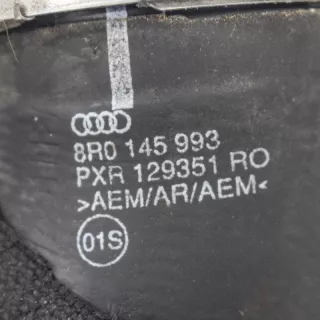 8R0 145 993
PXR 129351 RO
>AEM/AR/AEM<
01S